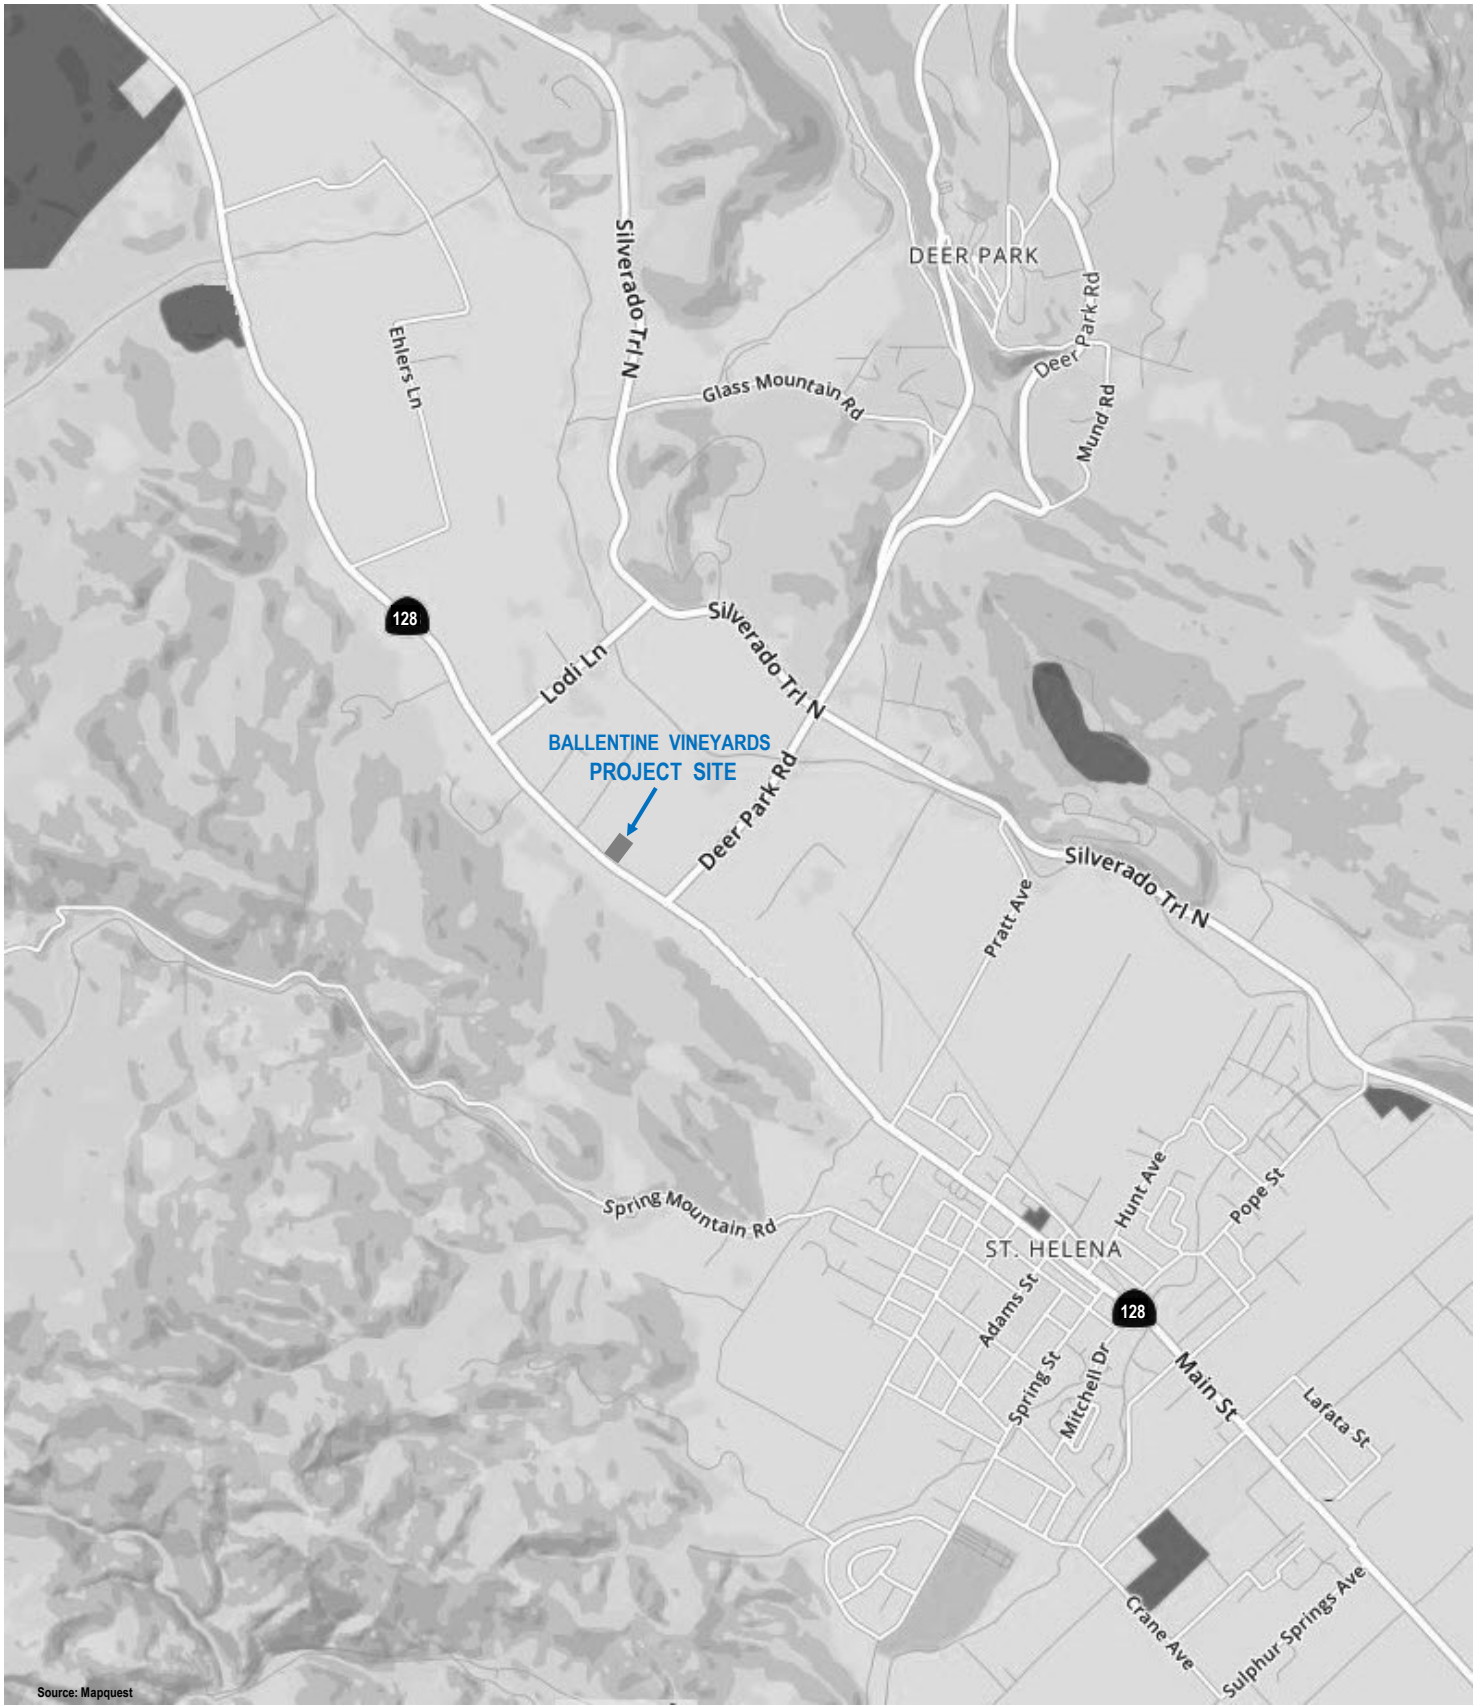 Silverado Trl N
DEER PARK
Deer Park Rd
Ehlers Ln
Glass Mountain Rd
Mund Rd
128
Silverado Trl N
Lodi Ln
BALLENTINE VINEYARDS
PROJECT SITE
Deer Park Rd
Silverado Trl N
Pratt Ave
Spring Mountain Rd
Hunt Ave
Pope St
ST. HELENA
Adams St
128
Spring St
Mitchell Dr
Main St
Lafata St
Crane Ave
Sulphur Springs Ave
Source: Mapquest